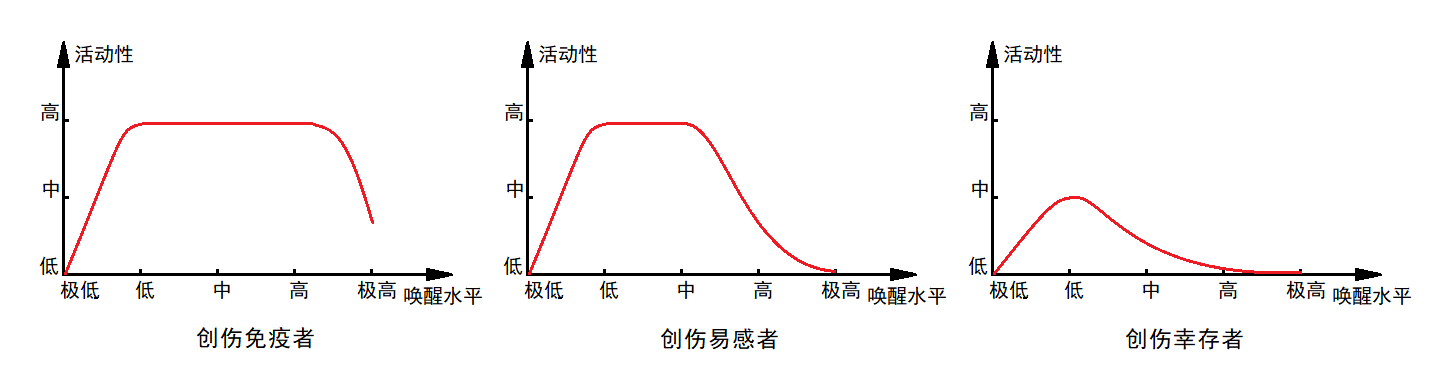 活动性
高
中
低
极低 低 中 高 极高 唤醒水平
创伤免疫者
活动性
高
中
低
极低 低 中 高 极高 唤醒水平
创伤易感者
活动性
高
中
低
极低 低 中 高 极高 唤醒水平
创伤幸存者